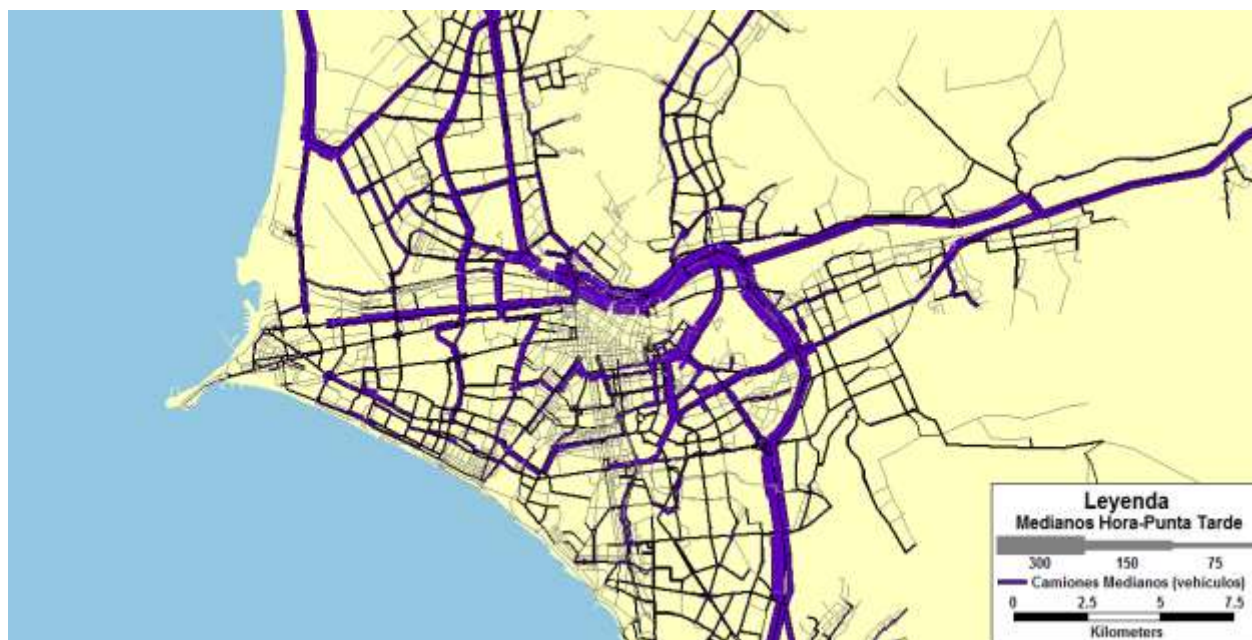 Leyenda
Medianos Hora-Punta Tarde
300 150 75
Camiones Medianos (vehículos)
0 2.5 5 7.5
Kilometers